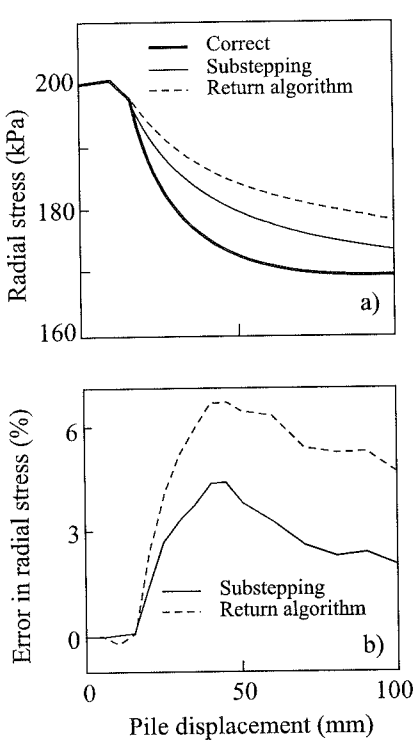 Correct
Substepping
Return algorithm
200
180
160
Radial stress (kPa)
a)
6
3
0
Error in radial stress (%)
Substepping
Return algorithm
b)
0
50
100
Pile displacement (mm)